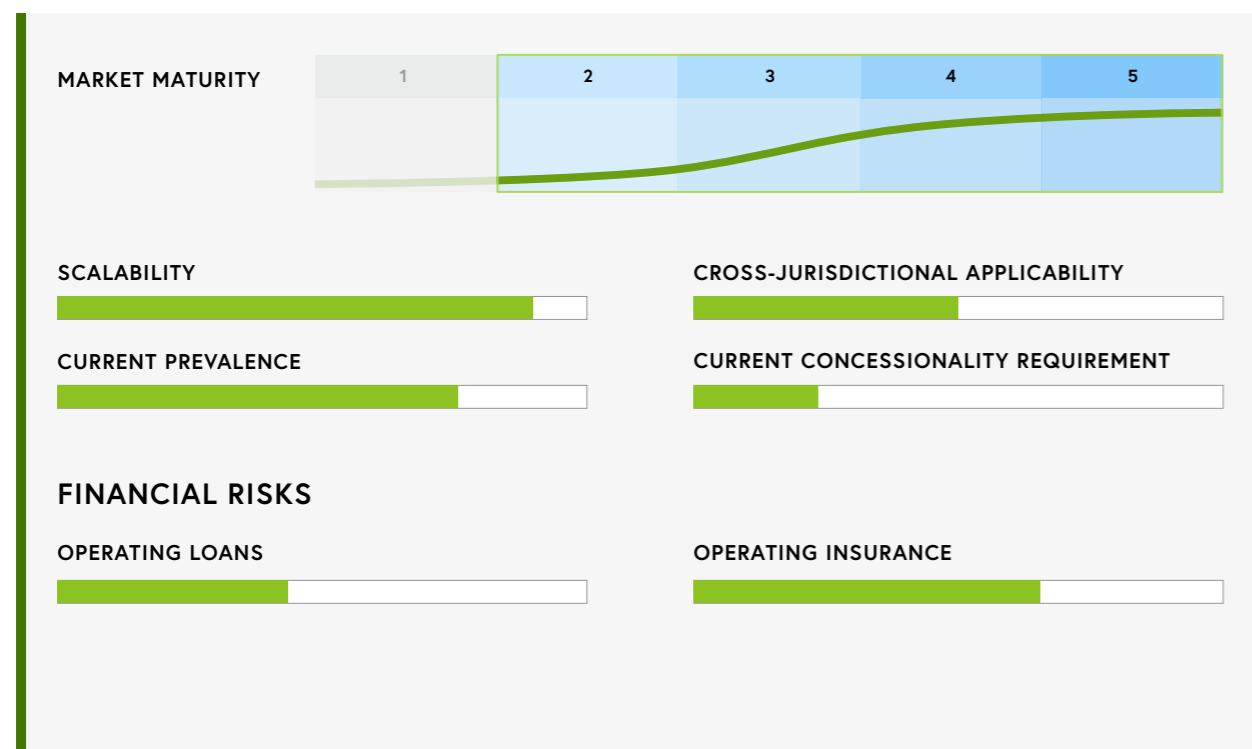 MARKET MATURITY 1 2 3 4 5
SCALABILITY
CROSS-JURISDICTIONAL APPLICABILITY
CURRENT PREVALENCE
CURRENT CONCESSIONALITY REQUIREMENT
FINANCIAL RISKS
OPERATING LOANS
OPERATING INSURANCE